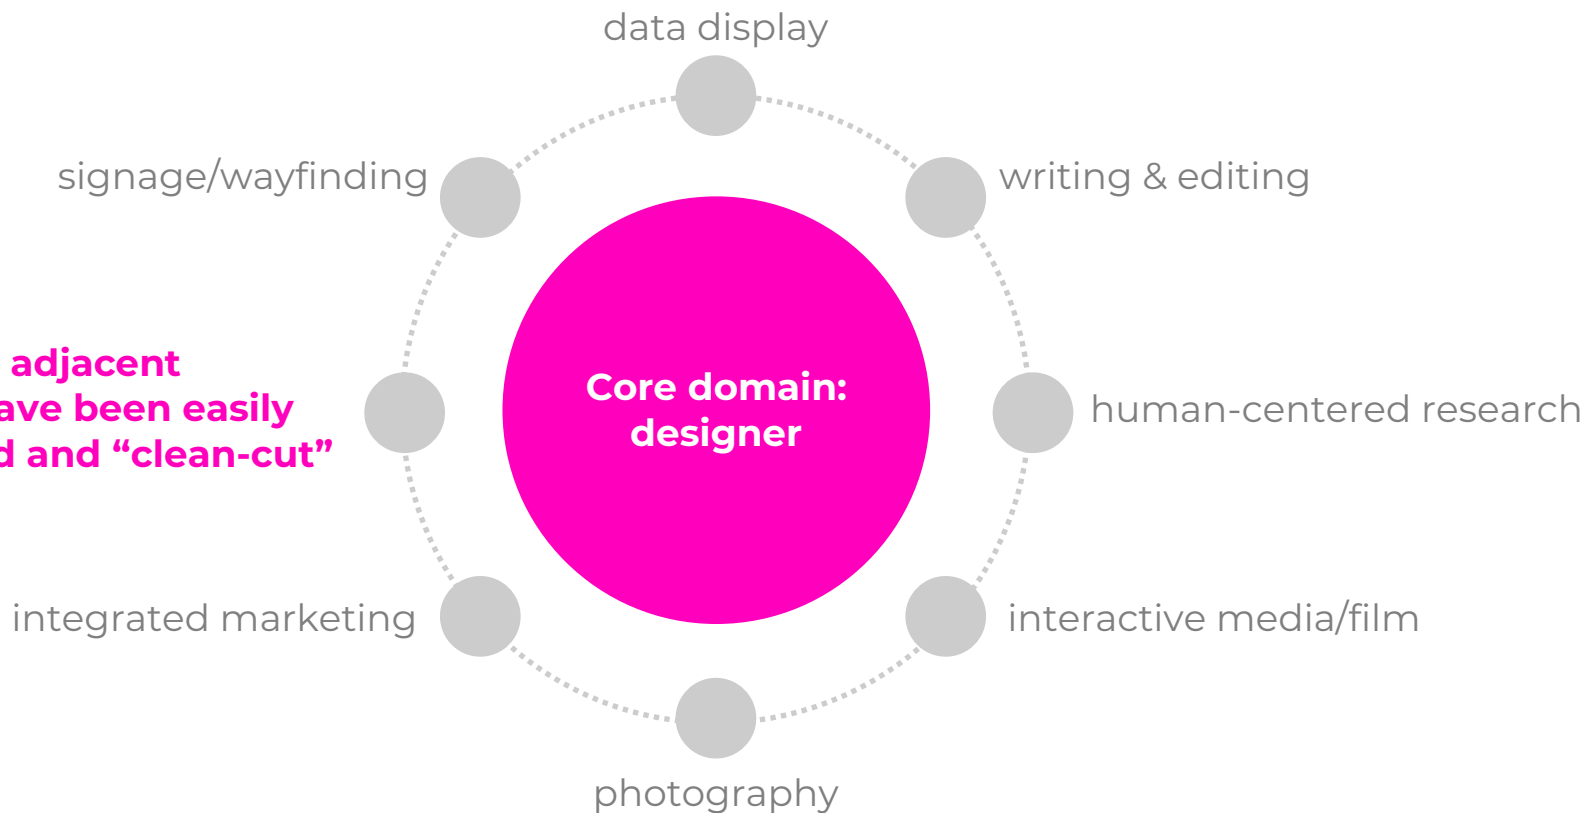 data display
signage/wayfinding
writing & editing
adjacent
been easily
and “clean-cut”
Core domain:
designer
human-centered research
integrated marketing
interactive media/film
photography